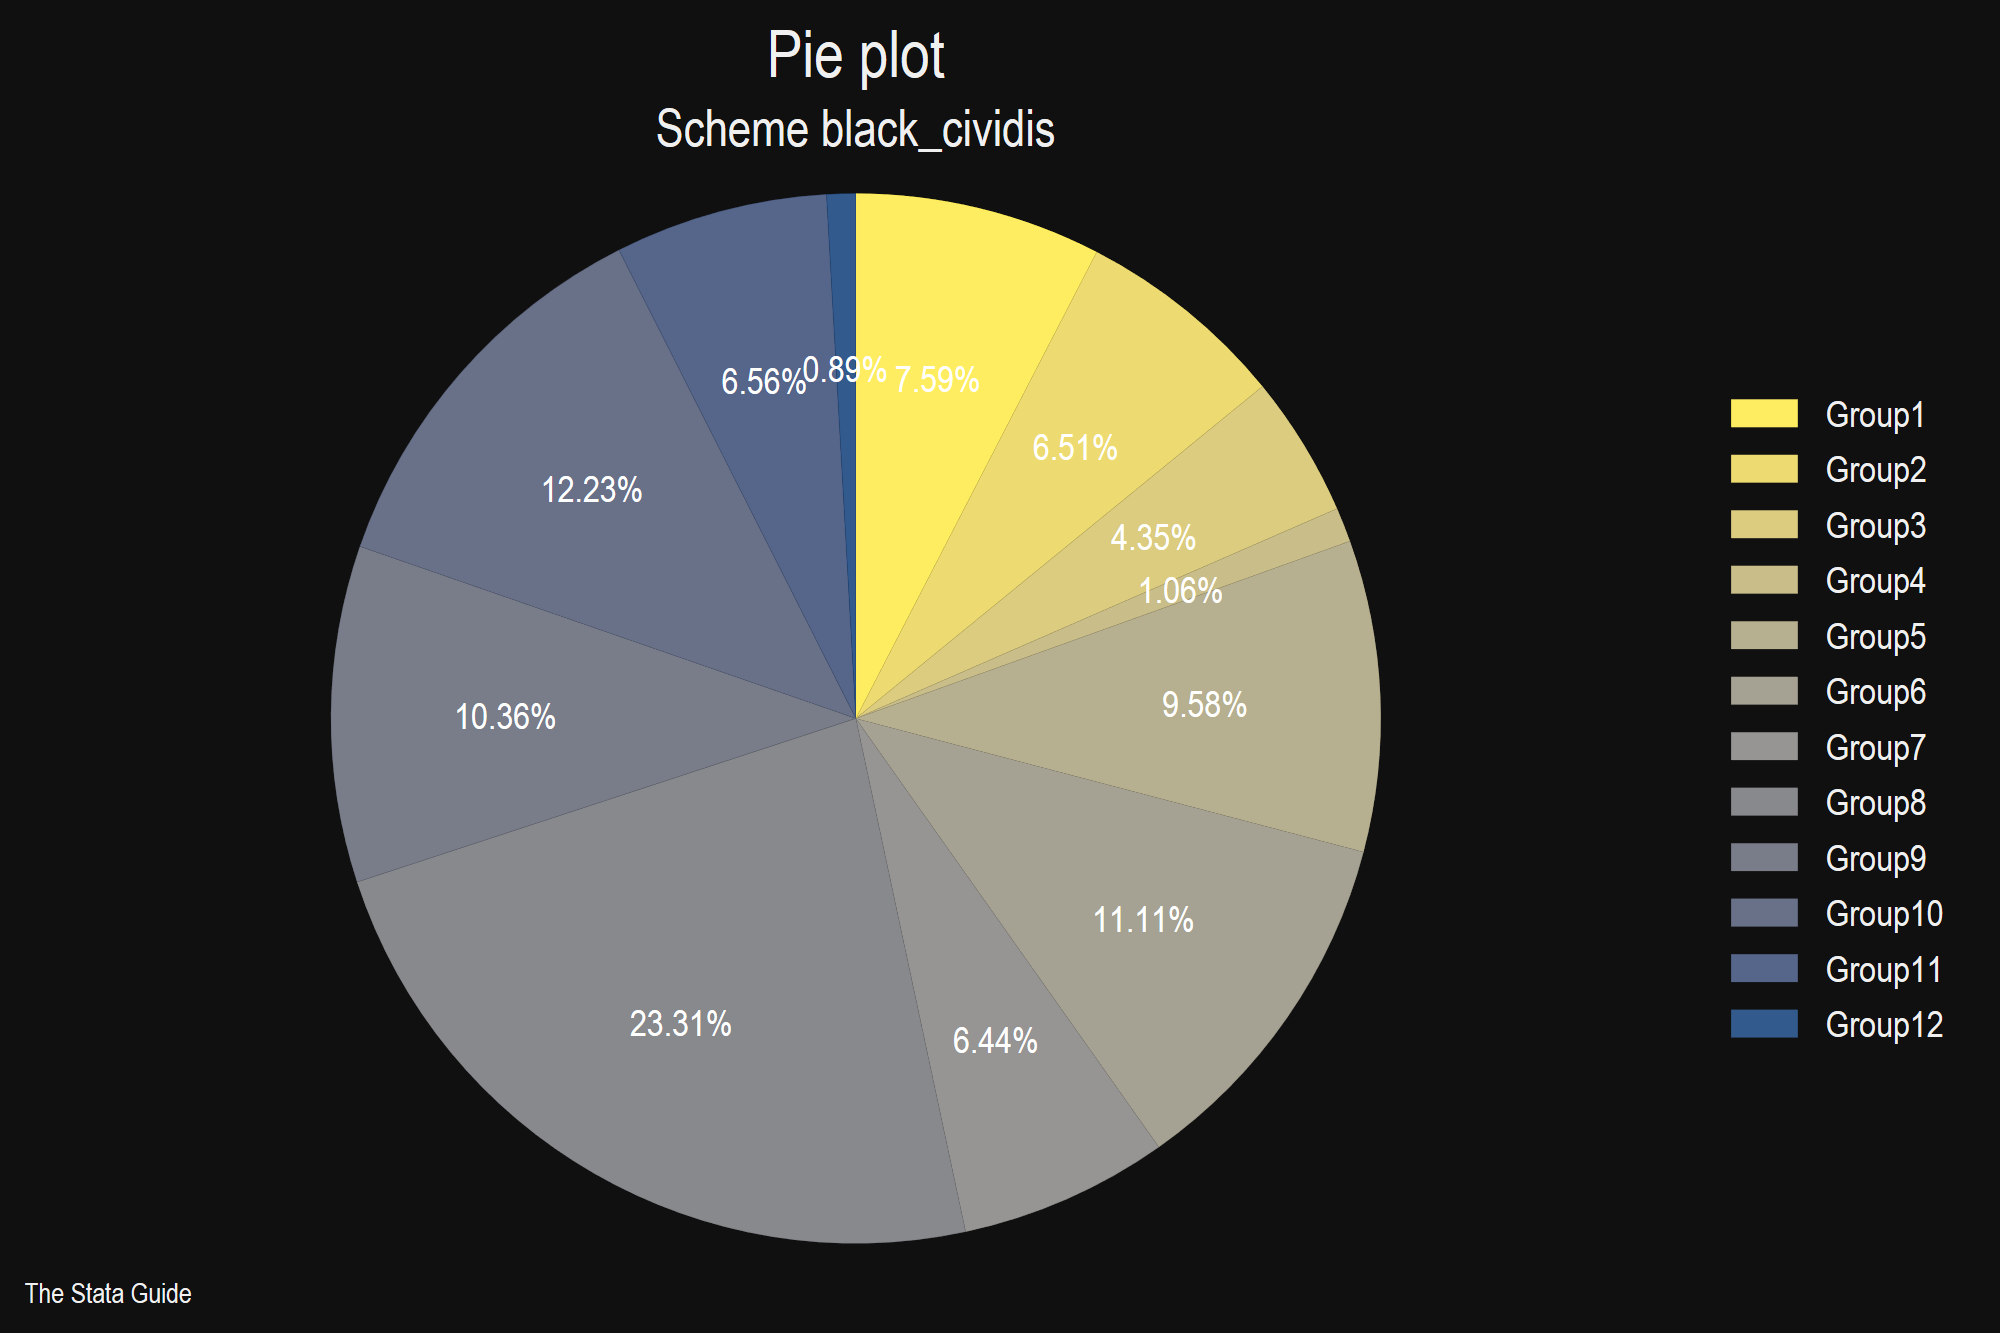 Pie plot
Scheme black_cividis
6.56%
0.89%
7.59%
6.51%
12.23%
4.35%
1.06%
10.36%
9.58%
11.11%
23.31%
6.44%
Group1
Group2
Group3
Group4
Group5
Group6
Group7
Group8
Group9
Group10
Group11
Group12
The Stata Guide